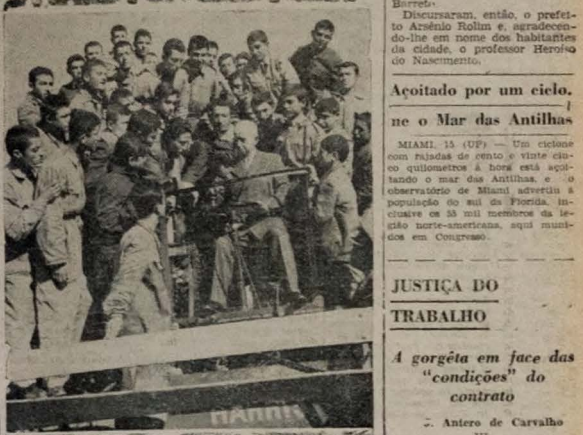 Discursaram, então, o prefei-
to Arsênio Rolim e, agradecen-
do-lhe em nome dos habitantes
da cidade, o professor Heroíso
do Nascimento.
Açoitado por um ciclo.
ne o Mar das Antilhas
MIAMI, 15 (UP) — Um ciclone
com rajadas de cento e vinte cin-
co quilometros à hora está açoi-
tando o mar das Antilhas, e o
observatório de Miami advertiu a
população do sul da Florida, in-
clusive os 55 mil membros da le-
gião norte-americana, aqui muni-
dos em Congresso.
JUSTIÇA DO
TRABALHO
A gorgêta em face das
"condições" do
contrato
Antero de Carvalho
HARRIS